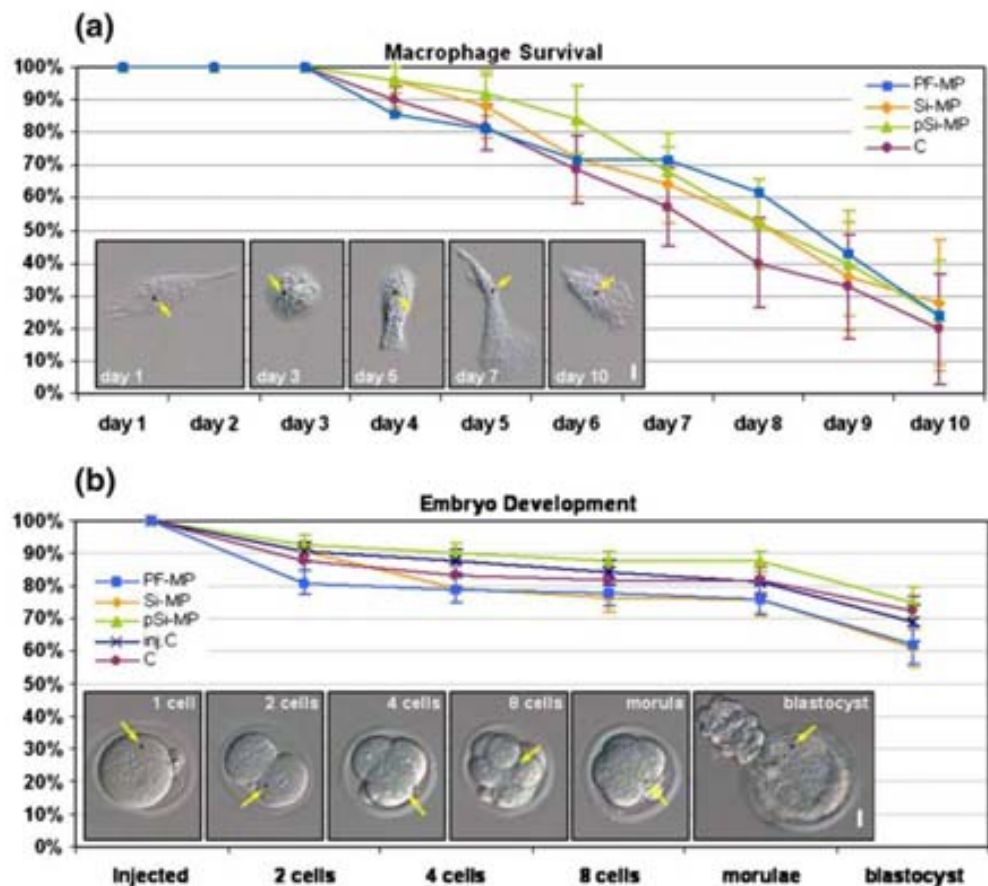 (a)
Macrophage Survival
100%
90%
80%
70%
60%
50%
40%
30%
20%
10%
0%
PF-MP
Si-MP
pSi-MP
C
day 1
day 3
day 5
day 7
day 10
day 1 day 2 day 3 day 4 day 5 day 6 day 7 day 8 day 9 day 10
(b)
Embryo Development
100%
90%
80%
70%
60%
50%
40%
30%
20%
10%
0%
PF-MP
Si-MP
pSi-MP
inj.C
C
1 cell
2 cells
4 cells
8 cells
morula
blastocyst
Injected 2 cells 4 cells 8 cells morulae blastocyst